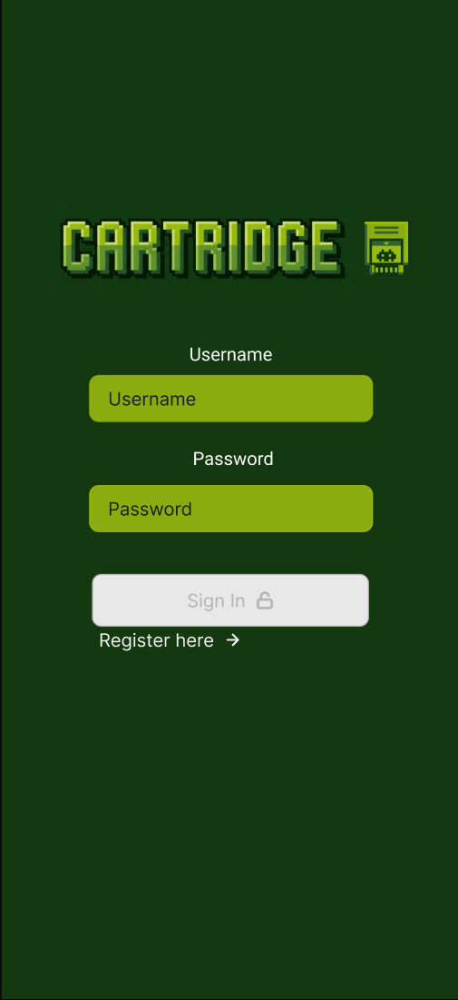 CARTRIDGE
Username
Username
Password
Password
Sign In
Register here